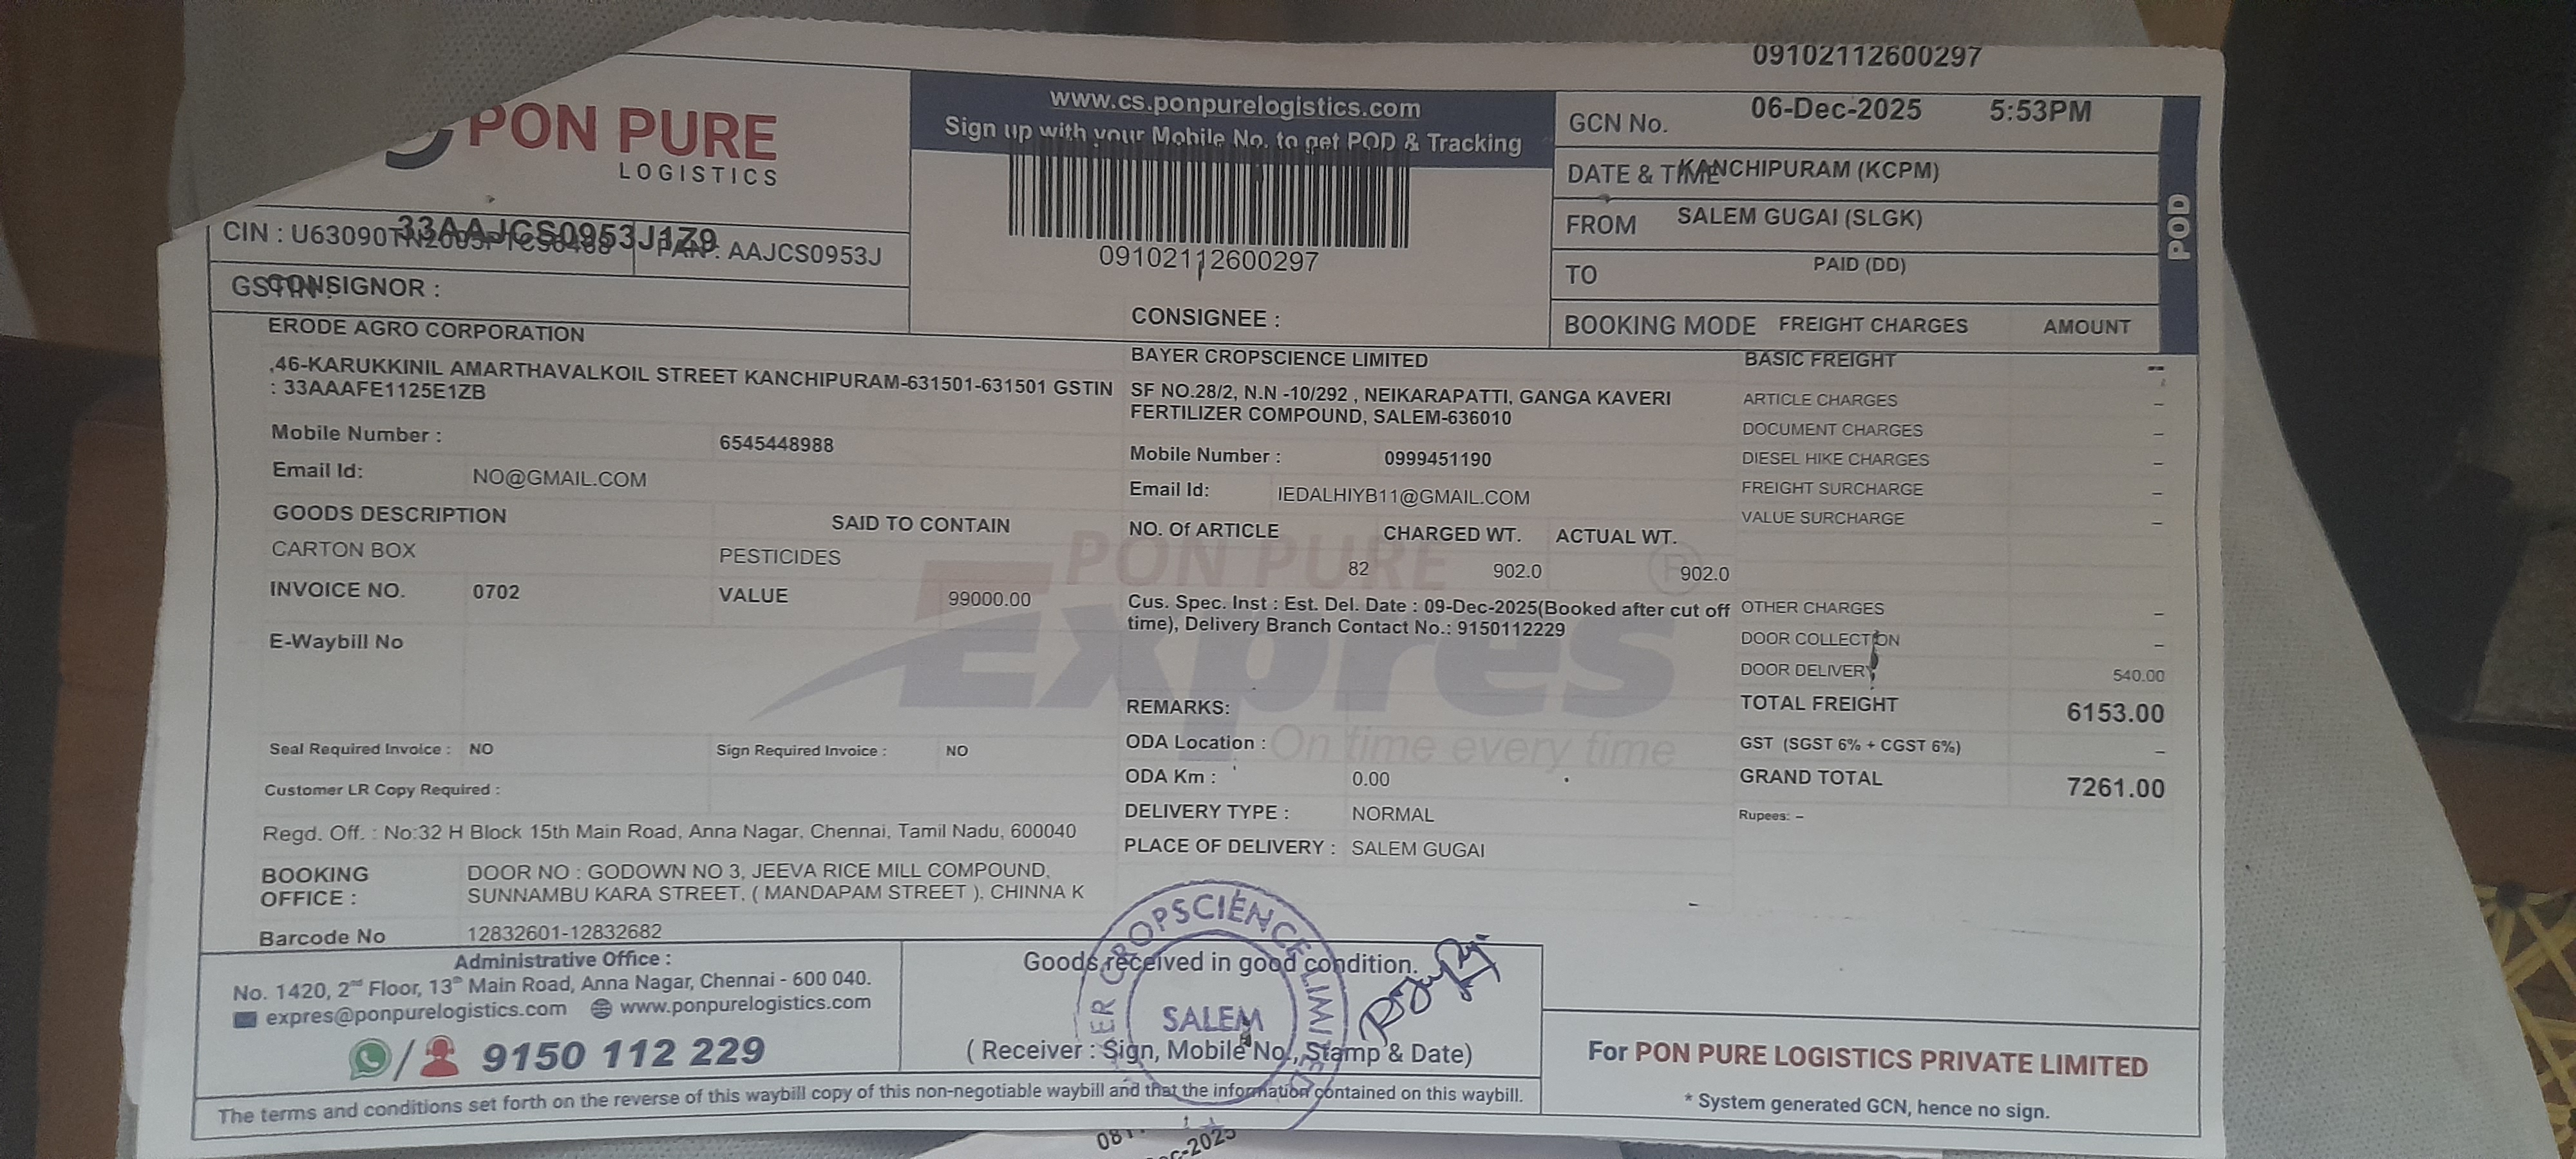 09102112600297
PON PURE
LOGISTICS
www.cs.ponpurelogistics.com
Sign up with your Mobile No. to get POD & Tracking
09102112600297
GCN No. 06-Dec-2025 5:53PM
DATE & TIME KANCHIPURAM (KCPM)
FROM SALEM GUGAI (SLGK)
TO PAID (DD)
BOOKING MODE FREIGHT CHARGES AMOUNT
POD
33AAJCS0953J1Z9
PAN : AAJCS0953J
GSTIN :
CONSIGNOR :
ERODE AGRO CORPORATION
,46-KARUKKINIL AMARTHAVALKOIL STREET KANCHIPURAM-631501-631501 GSTIN
: 33AAAFE1125E1ZB
Mobile Number : 6545448988
Email Id: NO@GMAIL.COM
CONSIGNEE :
BAYER CROPSCIENCE LIMITED
SF NO.28/2, N.N -10/292 , NEIKARAPATTI, GANGA KAVERI
FERTILIZER COMPOUND, SALEM-636010
Mobile Number : 0999451190
Email Id: IEDALHIYB11@GMAIL.COM
GOODS DESCRIPTION SAID TO CONTAIN NO. Of ARTICLE CHARGED WT. ACTUAL WT.
CARTON BOX PESTICIDES 82 902.0 902.0
INVOICE NO. 0702 VALUE 99000.00
E-Waybill No
Cus. Spec. Inst : Est. Del. Date : 09-Dec-2025(Booked after cut off
time), Delivery Branch Contact No.: 9150112229
PON PURE
Expres
On time every time
REMARKS:
ODA Location :
ODA Km : 0.00
DELIVERY TYPE : NORMAL
PLACE OF DELIVERY : SALEM GUGAI
BASIC FREIGHT --
ARTICLE CHARGES –
DOCUMENT CHARGES –
DIESEL HIKE CHARGES –
FREIGHT SURCHARGE –
VALUE SURCHARGE –
OTHER CHARGES –
DOOR COLLECTION –
DOOR DELIVERY 540.00
TOTAL FREIGHT 6153.00
GST (SGST 6% + CGST 6%) –
GRAND TOTAL 7261.00
Rupees: –
Seal Required Invoice : NO Sign Required Invoice : NO
Customer LR Copy Required :
Regd. Off. : No:32 H Block 15th Main Road, Anna Nagar, Chennai, Tamil Nadu, 600040
BOOKING OFFICE : DOOR NO : GODOWN NO 3, JEEVA RICE MILL COMPOUND,
SUNNAMBU KARA STREET, ( MANDAPAM STREET ), CHINNA K
Barcode No 12832601-12832682
Administrative Office :
No. 1420, 2nd Floor, 13th Main Road, Anna Nagar, Chennai - 600 040.
expres@ponpurelogistics.com www.ponpurelogistics.com
9150 112 229
Goods received in good condition.
ER CROPSCIENCE LIMITED
SALEM
( Receiver : Sign, Mobile No., Stamp & Date)
The terms and conditions set forth on the reverse of this waybill copy of this non-negotiable waybill and that the information contained on this waybill.
For PON PURE LOGISTICS PRIVATE LIMITED
* System generated GCN, hence no sign.